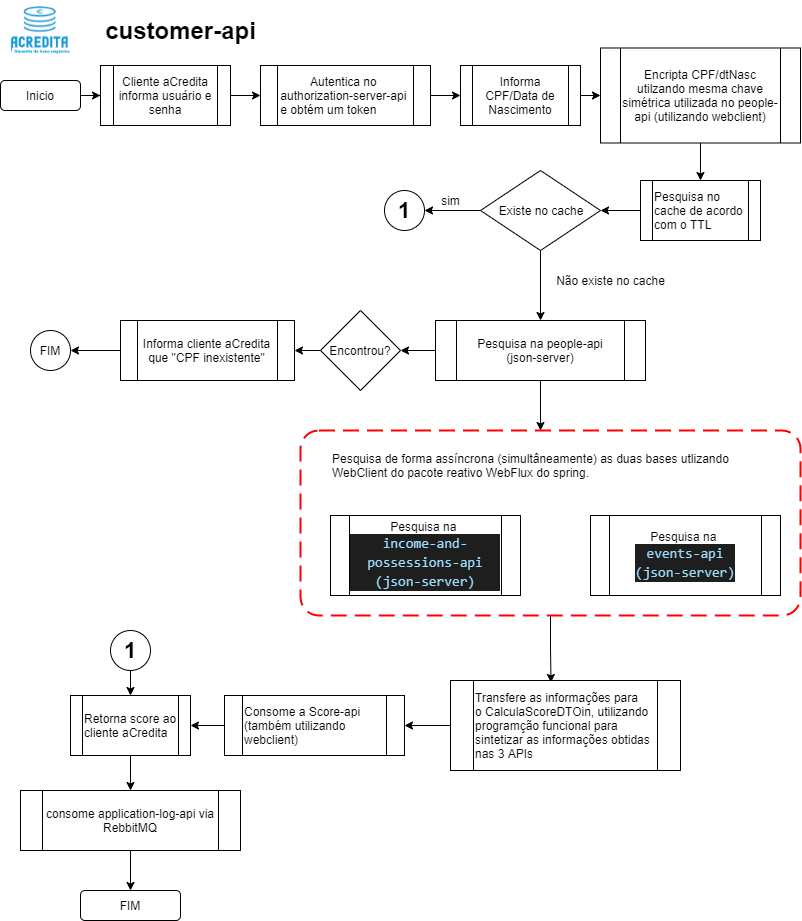 ACREDITA
Garantia de bons negócios
customer-api
Inicio
Cliente aCredita
informa usuário e
senha
Autentica no
authorization-server-api
e obtém um token
Informa
CPF/Data de
Nascimento
Encripta CPF/dtNasc
utilzando mesma chave
simètrica utilizada no people-
api (utilizando webclient)
1
sim
Existe no cache
Pesquisa no
cache de acordo
com o TTL
Não existe no cache
FIM
Informa cliente aCredita
que "CPF inexistente"
Encontrou?
Pesquisa na people-api
(json-server)
Pesquisa de forma assíncrona (simultâneamente) as duas bases utlizando
WebClient do pacote reativo WebFlux do spring.
Pesquisa na
income-and-
possessions-api
(json-server)
Pesquisa na
events-api
(json-server)
1
Retorna score ao
cliente aCredita
Consome a Score-api
(também utilizando
webclient)
Transfere as informações para
o CalculaScoreDTOin, utilizando
programção funcional para
sintetizar as informações obtidas
nas 3 APIs
consome application-log-api via
RebbitMQ
FIM